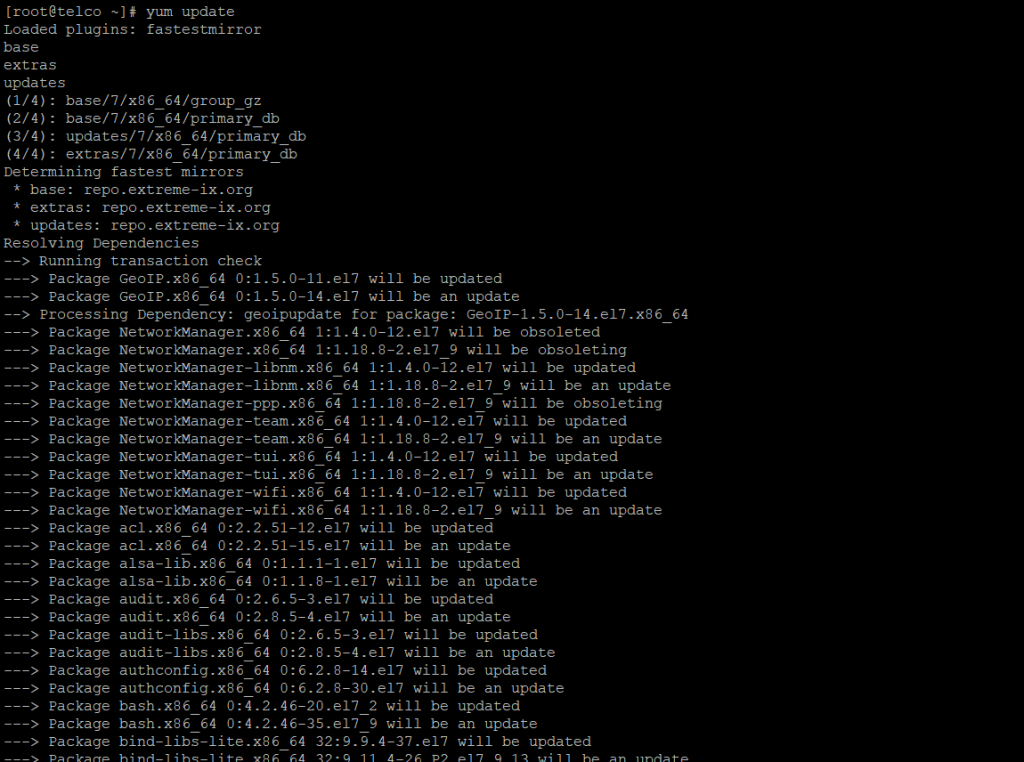 [root@telco ~]# yum update
Loaded plugins: fastestmirror
base
extras
updates
(1/4): base/7/x86_64/group_gz
(2/4): base/7/x86_64/primary_db
(3/4): updates/7/x86_64/primary_db
(4/4): extras/7/x86_64/primary_db
Determining fastest mirrors
 * base: repo.extreme-ix.org
 * extras: repo.extreme-ix.org
 * updates: repo.extreme-ix.org
Resolving Dependencies
--> Running transaction check
---> Package GeoIP.x86_64 0:1.5.0-11.el7 will be updated
---> Package GeoIP.x86_64 0:1.5.0-14.el7 will be an update
--> Processing Dependency: geoipupdate for package: GeoIP-1.5.0-14.el7.x86_64
---> Package NetworkManager.x86_64 1:1.4.0-12.el7 will be obsoleted
---> Package NetworkManager.x86_64 1:1.18.8-2.el7_9 will be obsoleting
---> Package NetworkManager-libnm.x86_64 1:1.4.0-12.el7 will be updated
---> Package NetworkManager-libnm.x86_64 1:1.18.8-2.el7_9 will be an update
---> Package NetworkManager-ppp.x86_64 1:1.18.8-2.el7_9 will be obsoleting
---> Package NetworkManager-team.x86_64 1:1.4.0-12.el7 will be updated
---> Package NetworkManager-team.x86_64 1:1.18.8-2.el7_9 will be an update
---> Package NetworkManager-tui.x86_64 1:1.4.0-12.el7 will be updated
---> Package NetworkManager-tui.x86_64 1:1.18.8-2.el7_9 will be an update
---> Package NetworkManager-wifi.x86_64 1:1.4.0-12.el7 will be updated
---> Package NetworkManager-wifi.x86_64 1:1.18.8-2.el7_9 will be an update
---> Package acl.x86_64 0:2.2.51-12.el7 will be updated
---> Package acl.x86_64 0:2.2.51-15.el7 will be an update
---> Package alsa-lib.x86_64 0:1.1.1-1.el7 will be updated
---> Package alsa-lib.x86_64 0:1.1.8-1.el7 will be an update
---> Package audit.x86_64 0:2.6.5-3.el7 will be updated
---> Package audit.x86_64 0:2.8.5-4.el7 will be an update
---> Package audit-libs.x86_64 0:2.6.5-3.el7 will be updated
---> Package audit-libs.x86_64 0:2.8.5-4.el7 will be an update
---> Package authconfig.x86_64 0:6.2.8-14.el7 will be updated
---> Package authconfig.x86_64 0:6.2.8-30.el7 will be an update
---> Package bash.x86_64 0:4.2.46-20.el7_2 will be updated
---> Package bash.x86_64 0:4.2.46-35.el7_9 will be an update
---> Package bind-libs-lite.x86_64 32:9.9.4-37.el7 will be updated
---> Package bind-libs-lite.x86_64 32:9.11.4-26.P2.el7_9.13 will be an update